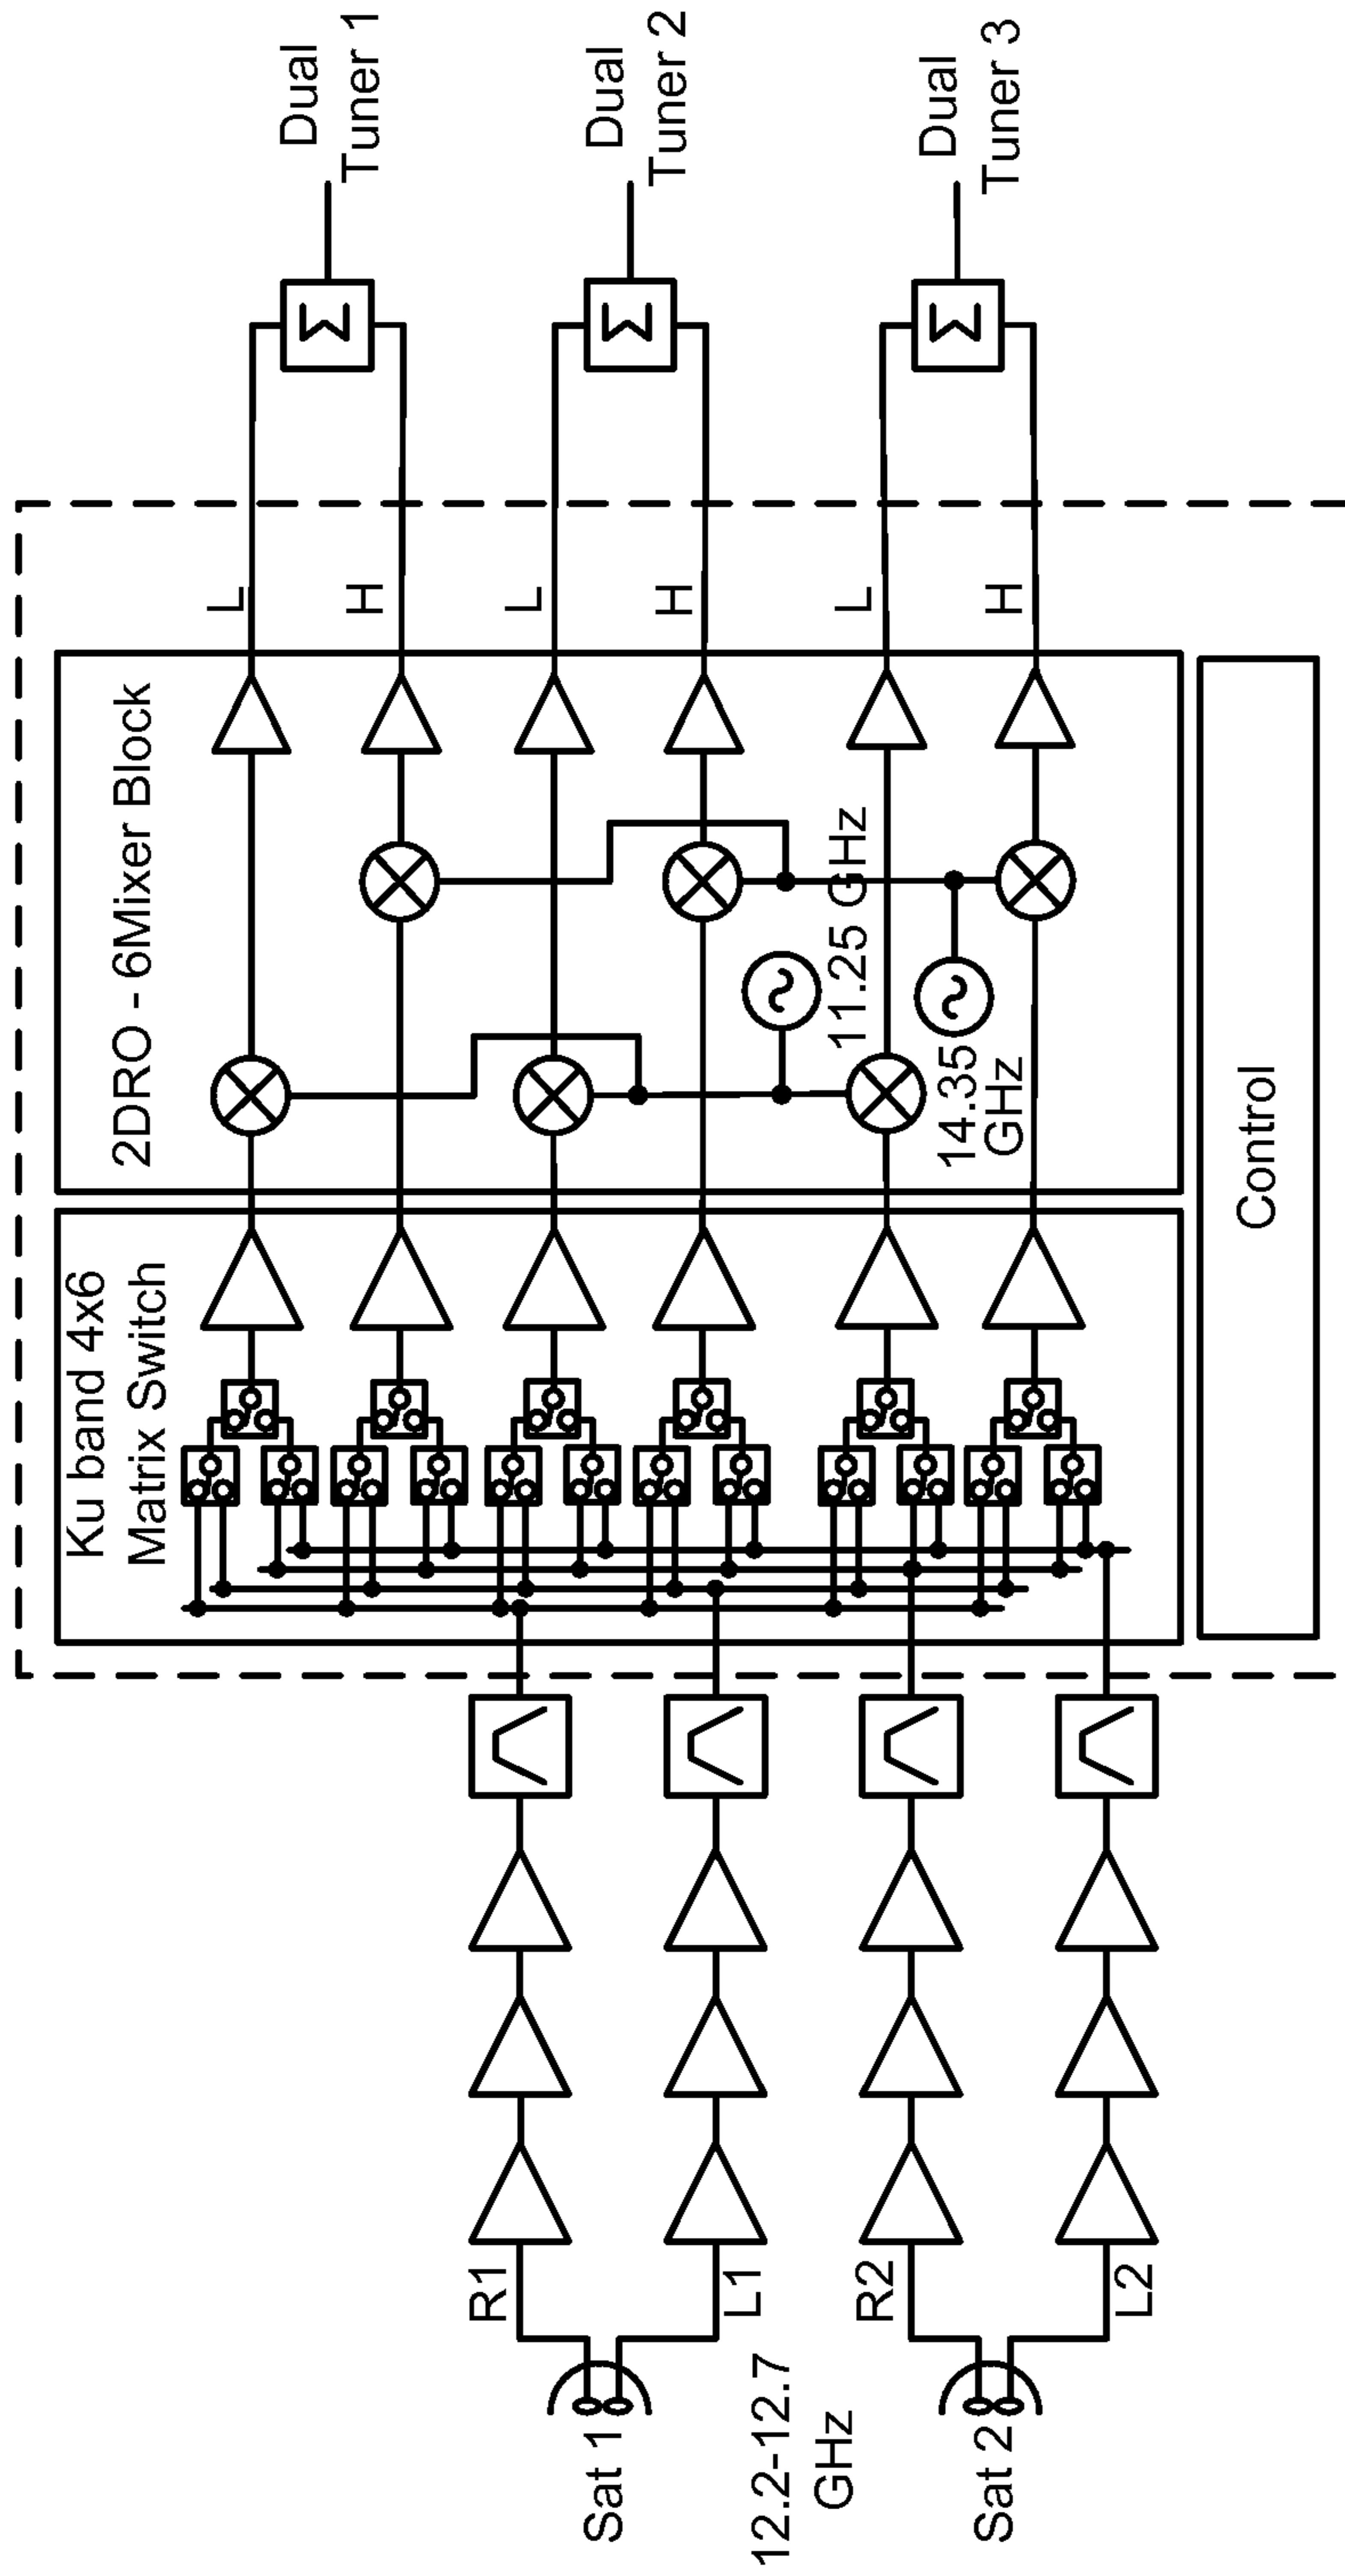 Sat 1
12.2-12.7
GHz
Sat 2
R1
L1
R2
L2
Ku band 4x6
Matrix Switch
2DRO - 6Mixer Block
11.25 GHz
14.35
GHz
Control
L
H
L
H
L
H
Σ
Σ
Σ
Dual
Tuner 1
Dual
Tuner 2
Dual
Tuner 3